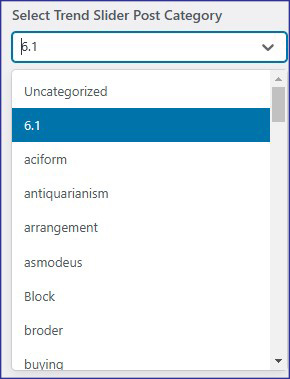 Select Trend Slider Post Category
6.1
Uncategorized
6.1
aciform
antiquarianism
arrangement
asmodeus
Block
broder
buying